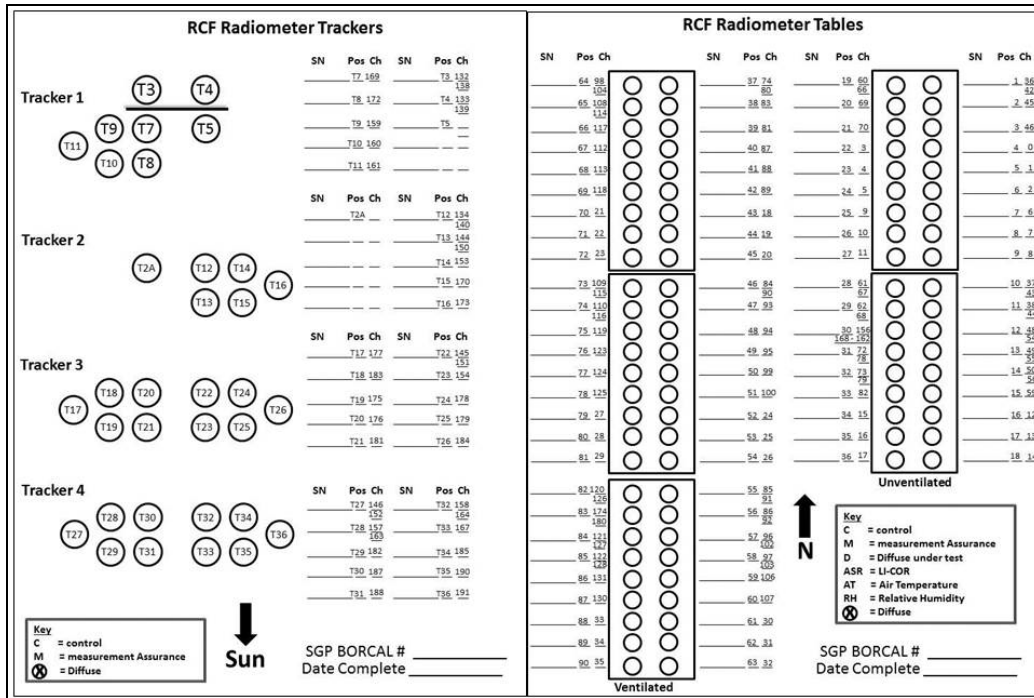 RCF Radiometer Trackers
SN Pos Ch SN Pos Ch
Tracker 1
T3 T4
T9 T7 T5
T11
T10 T8
T7 169 T3 132
138
T8 172 T4 133
139
T9 159 T5
T10 160
T11 161
SN Pos Ch SN Pos Ch
Tracker 2
T2A T12 T14
T16
T13 T15
T2A T12 134
140
T13 144
150
T14 153
T15 170
T16 173
SN Pos Ch SN Pos Ch
Tracker 3
T18 T20 T22 T24
T17 T26
T19 T21 T23 T25
T17 177 T22 145
151
T18 183 T23 154
T19 175 T24 178
T20 176 T25 179
T21 181 T26 184
SN Pos Ch SN Pos Ch
Tracker 4
T28 T30 T32 T34
T27 T36
T29 T31 T33 T35
T27 146 T32 158
152 164
T28 157 T33 167
163
T29 182 T34 185
T30 187 T35 190
T31 188 T36 191
Key
C = control
M = measurement Assurance
X = Diffuse
Sun
SGP BORCAL #
Date Complete
RCF Radiometer Tables
SN Pos Ch Pos Ch SN SN Pos Ch Pos Ch SN
64 98 37 74 19 60 1 36
104 80 66 42
65 108 38 83 20 69 2 45
114
66 117 39 81 21 70 3 46
67 112 40 87 22 3 4 0
68 113 41 88 23 4 5 1
69 118 42 89 24 5 6 2
70 21 43 18 25 9 7 6
71 22 44 19 26 10 8 7
72 23 45 20 27 11 9 8
73 109 46 84 28 61 10 37
115 90 67
74 110 47 93 29 62 11 38
116 68 44
75 119 48 94 30 156 12 48
168 - 162 54
76 123 49 95 31 72 13 49
78 55
77 124 50 99 32 73 14 50
79 56
78 125 51 100 33 82 15 59
79 27 52 24 34 15 16 12
80 28 53 25 35 16 17 13
81 29 54 26 36 17 18 14
Unventilated
82 120 55 85
126 91
83 174 56 86
180 92
84 121 57 96
127 102
85 122 58 97
128 103
86 131 59 106
87 130 60 107
88 33 61 30
89 34 62 31
90 35 63 32
Ventilated
N
Key
C = control
M = measurement Assurance
D = Diffuse under test
ASR = LI-COR
AT = Air Temperature
RH = Relative Humidity
X = Diffuse
SGP BORCAL #
Date Complete